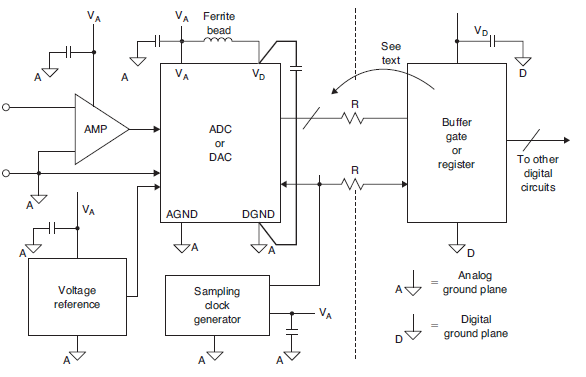 VA
VA
Ferrite
bead
VD
A
A
VA
VD
See
text
D
AMP
ADC
or
DAC
R
Buffer
gate
or
register
To other
digital
circuits
R
A
VA
AGND
DGND
A
A
A
D
Voltage
reference
Sampling
clock
generator
VA
A
=
Analog
ground plane
D
=
Digital
ground plane
A
A
A